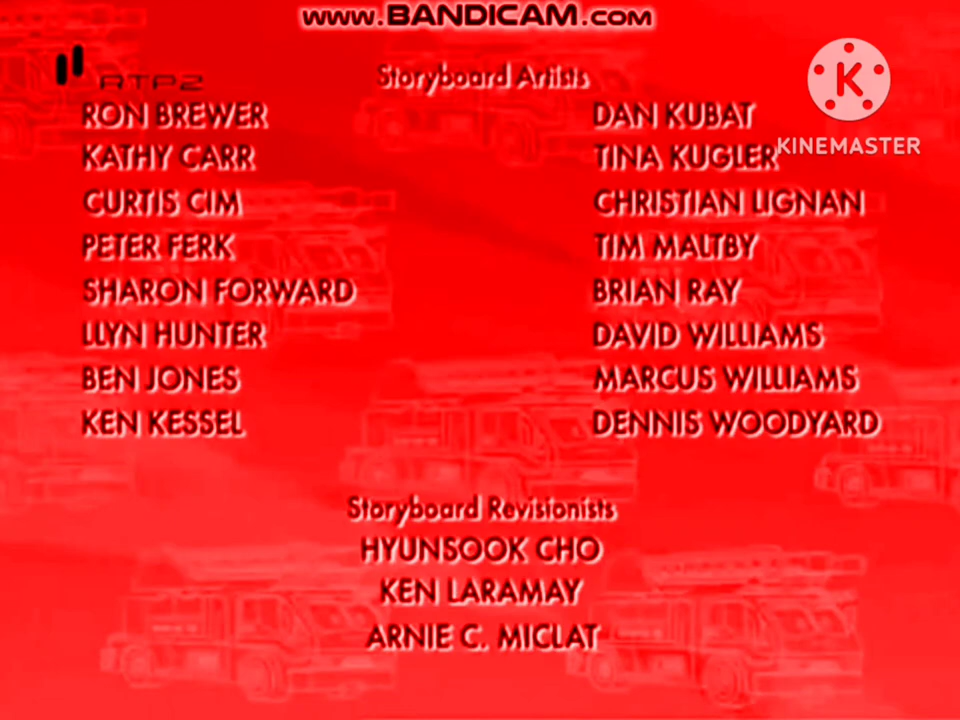 www.BANDICAM.com
RTP2
K
KINEMASTER
Storyboard Artists
RON BREWER
KATHY CARR
CURTIS CIM
PETER FERK
SHARON FORWARD
LLYN HUNTER
BEN JONES
KEN KESSEL
DAN KUBAT
TINA KUGLER
CHRISTIAN LIGNAN
TIM MALTBY
BRIAN RAY
DAVID WILLIAMS
MARCUS WILLIAMS
DENNIS WOODYARD
Storyboard Revisionists
HYUNSOOK CHO
KEN LARAMAY
ARNIE C. MICLAT